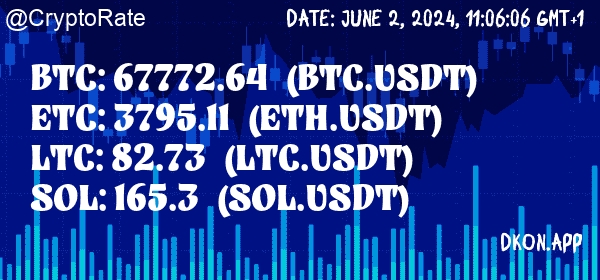 @CryptoRate
DATE: JUNE 2, 2024, 11:06:06 GMT+1
BTC: 67772.64 (BTC.USDT)
ETC: 3795.11 (ETH.USDT)
LTC: 82.73 (LTC.USDT)
SOL: 165.3 (SOL.USDT)
DKON.APP